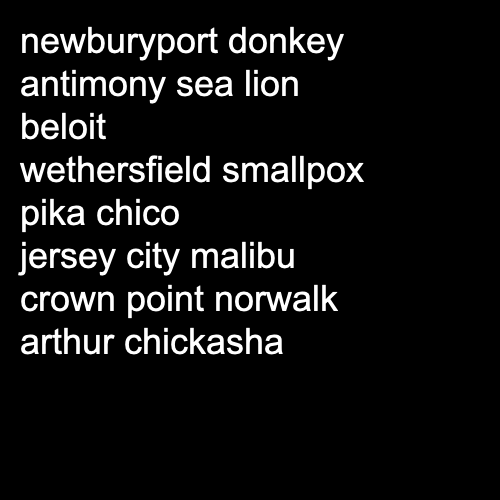 newburyport donkey
antimony sea lion
beloit
wethersfield smallpox
pika chico
jersey city malibu
crown point norwalk
arthur chickasha